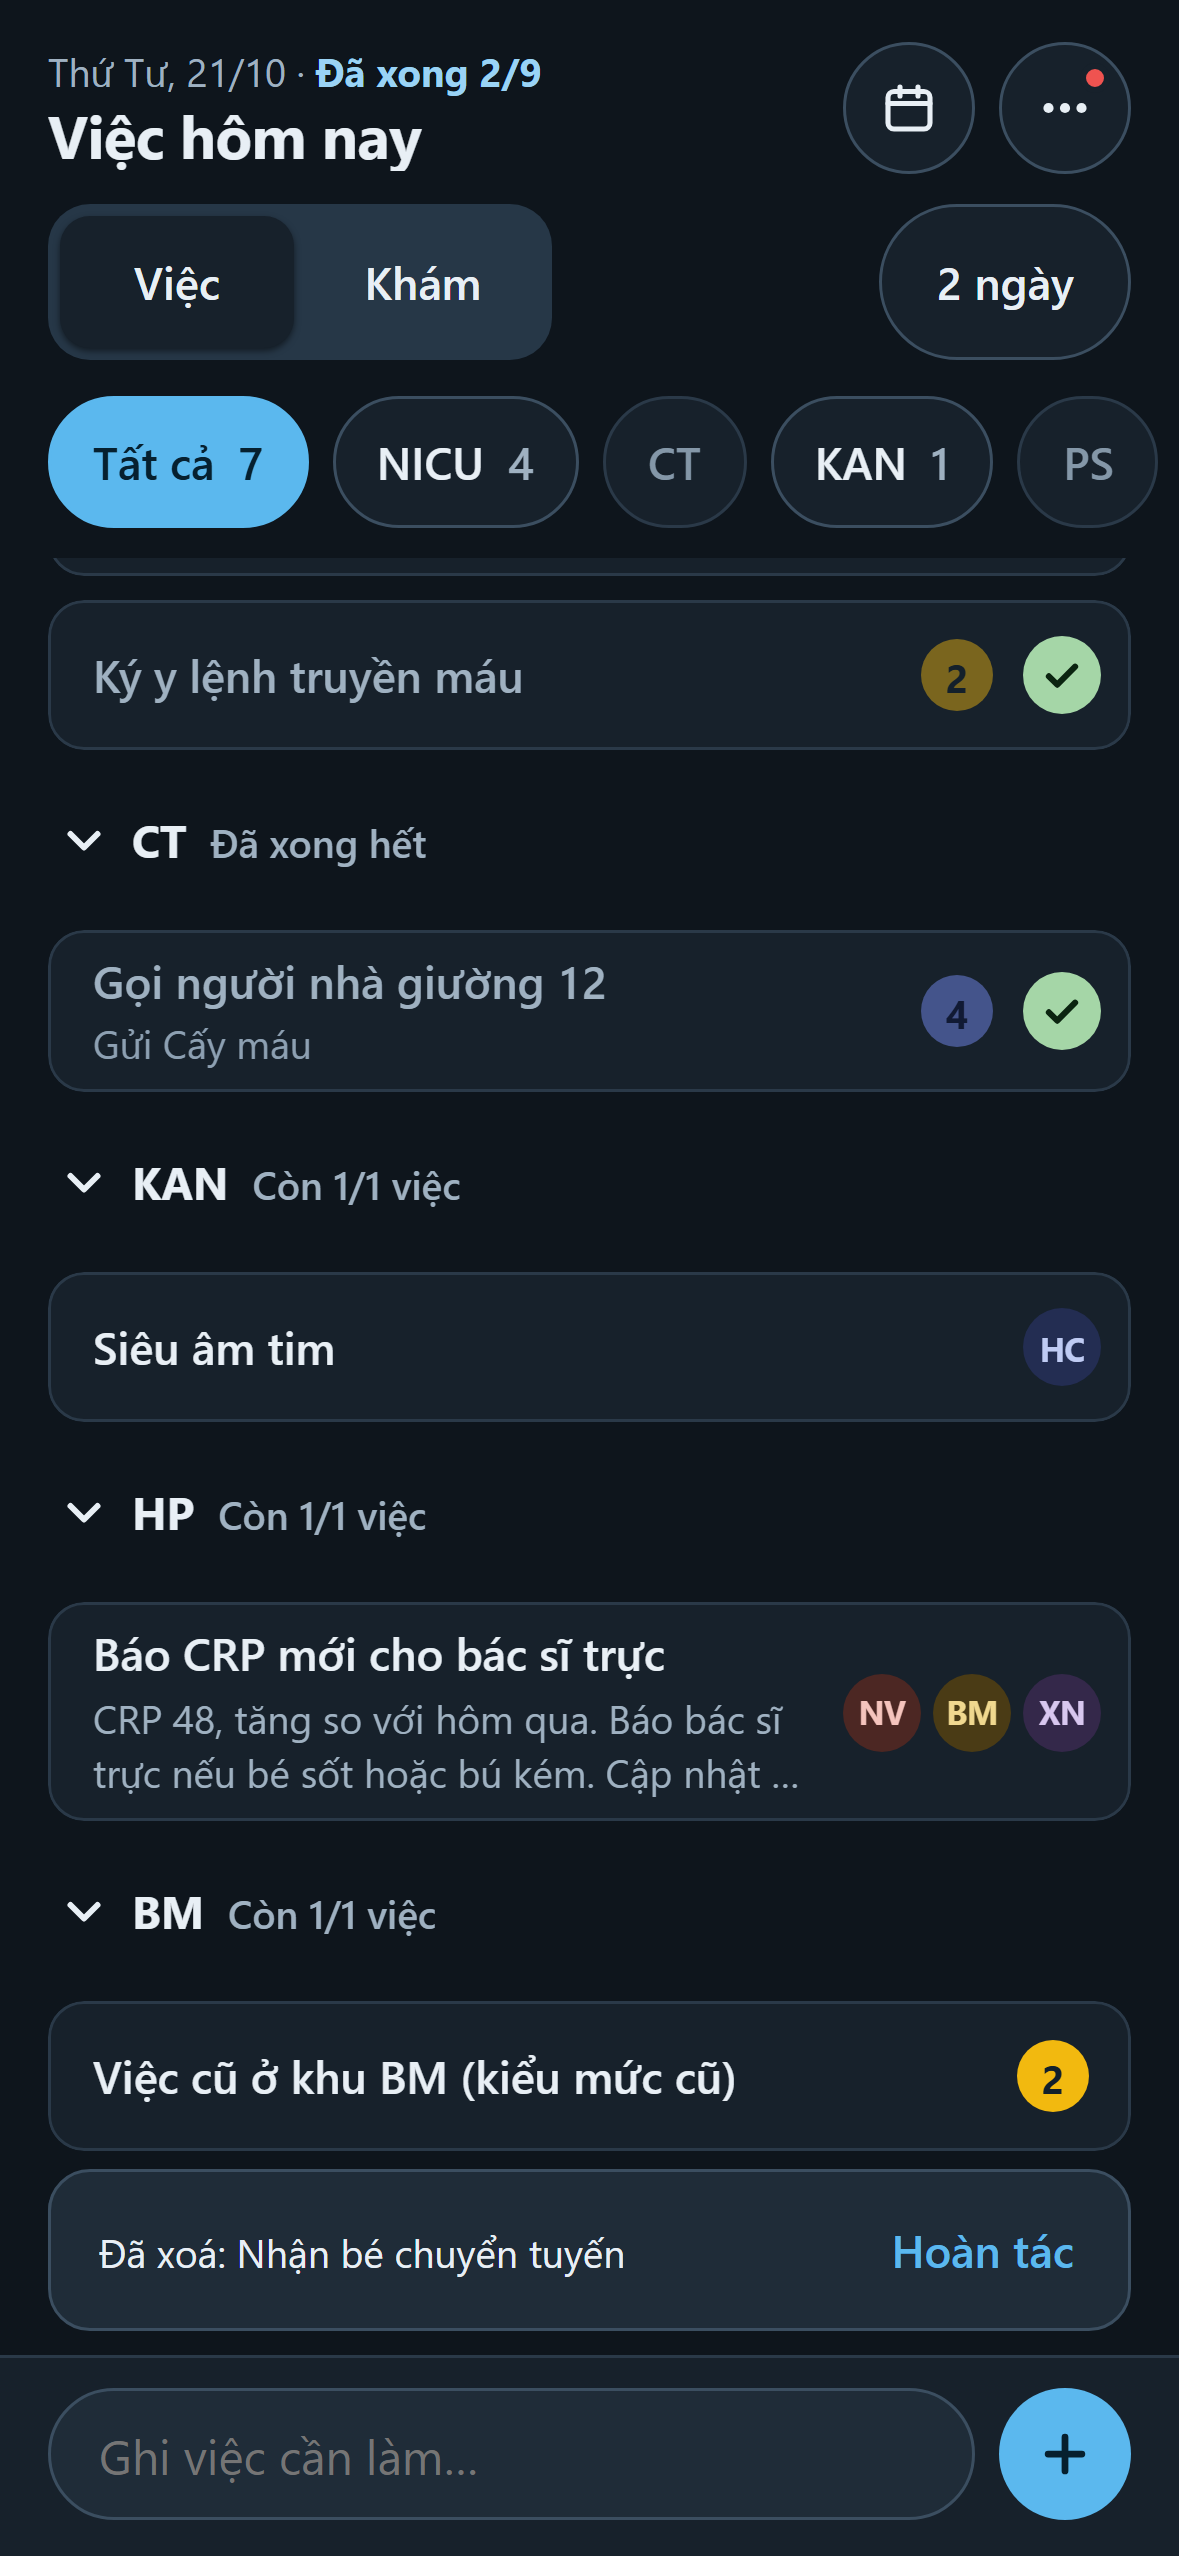 Thứ Tư, 21/10 · Đã xong 2/9
Việc hôm nay
Việc
Khám
2 ngày
Tất cả 7
NICU 4
CT
KAN 1
PS
Ký y lệnh truyền máu
2
CT Đã xong hết
Gọi người nhà giường 12
Gửi Cấy máu
4
KAN Còn 1/1 việc
Siêu âm tim
HC
HP Còn 1/1 việc
Báo CRP mới cho bác sĩ trực
CRP 48, tăng so với hôm qua. Báo bác sĩ
trực nếu bé sốt hoặc bú kém. Cập nhật ...
NV BM XN
BM Còn 1/1 việc
Việc cũ ở khu BM (kiểu mức cũ)
2
Đã xoá: Nhận bé chuyển tuyến
Hoàn tác
Ghi việc cần làm...